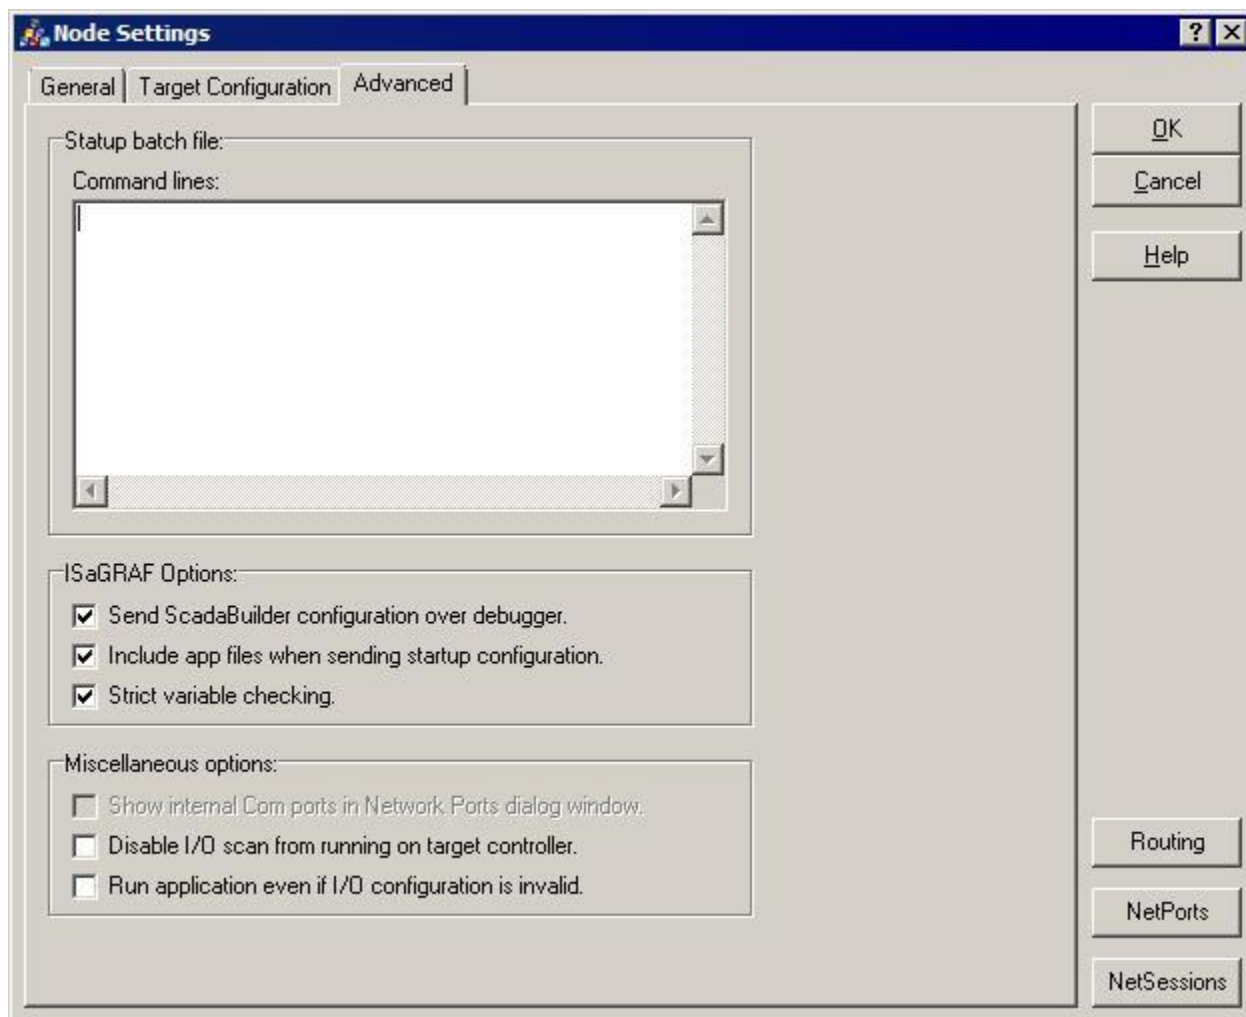 Node Settings
General
Target Configuration
Advanced
Statup batch file:
Command lines:
ISaGRAF Options:
Send ScadaBuilder configuration over debugger.
Include app files when sending startup configuration.
Strict variable checking.
Miscellaneous options:
Show internal Com ports in Network Ports dialog window.
Disable I/O scan from running on target controller.
Run application even if I/O configuration is invalid.
OK
Cancel
Help
Routing
NetPorts
NetSessions